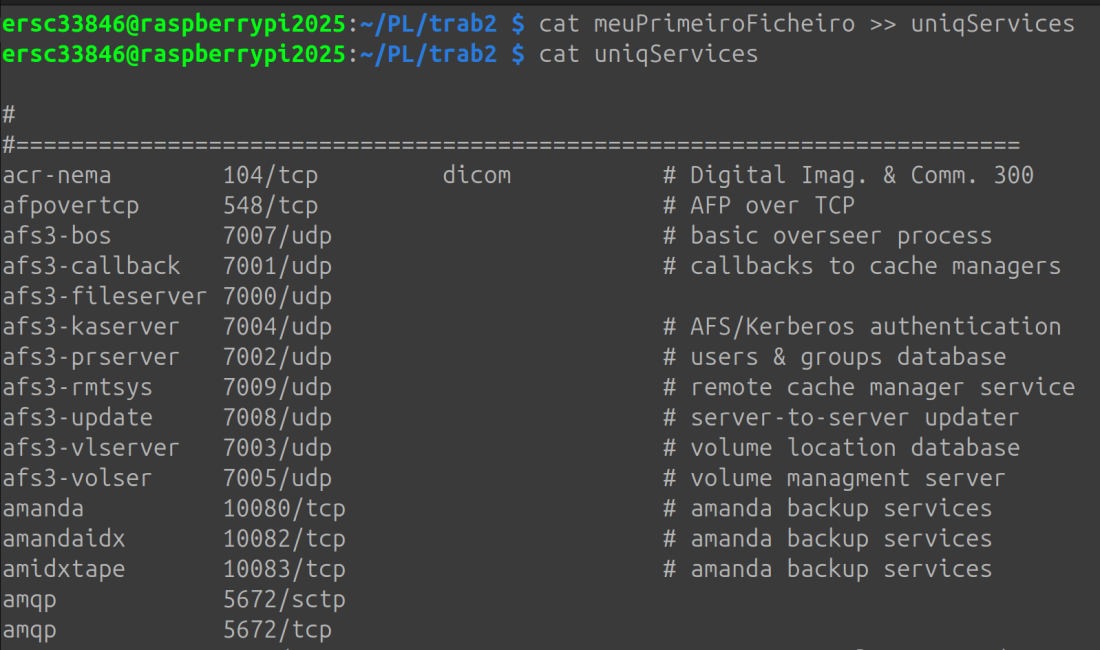 ersc33846@raspberrypi2025:~/PL/trab2 $ cat meuPrimeiroFicheiro >> uniqServices
ersc33846@raspberrypi2025:~/PL/trab2 $ cat uniqServices
#
#=========================================================================
acr-nema        104/tcp         dicom           # Digital Imag. & Comm. 300
afpovertcp      548/tcp                         # AFP over TCP
afs3-bos        7007/udp                        # basic overseer process
afs3-callback   7001/udp                        # callbacks to cache managers
afs3-fileserver 7000/udp
afs3-kaserver   7004/udp                        # AFS/Kerberos authentication
afs3-prserver   7002/udp                        # users & groups database
afs3-rmtsys     7009/udp                        # remote cache manager service
afs3-update     7008/udp                        # server-to-server updater
afs3-vlserver   7003/udp                        # volume location database
afs3-volser     7005/udp                        # volume managment server
amanda          10080/tcp                       # amanda backup services
amandaidx       10082/tcp                       # amanda backup services
amidxtape       10083/tcp                       # amanda backup services
amqp            5672/sctp
amqp            5672/tcp